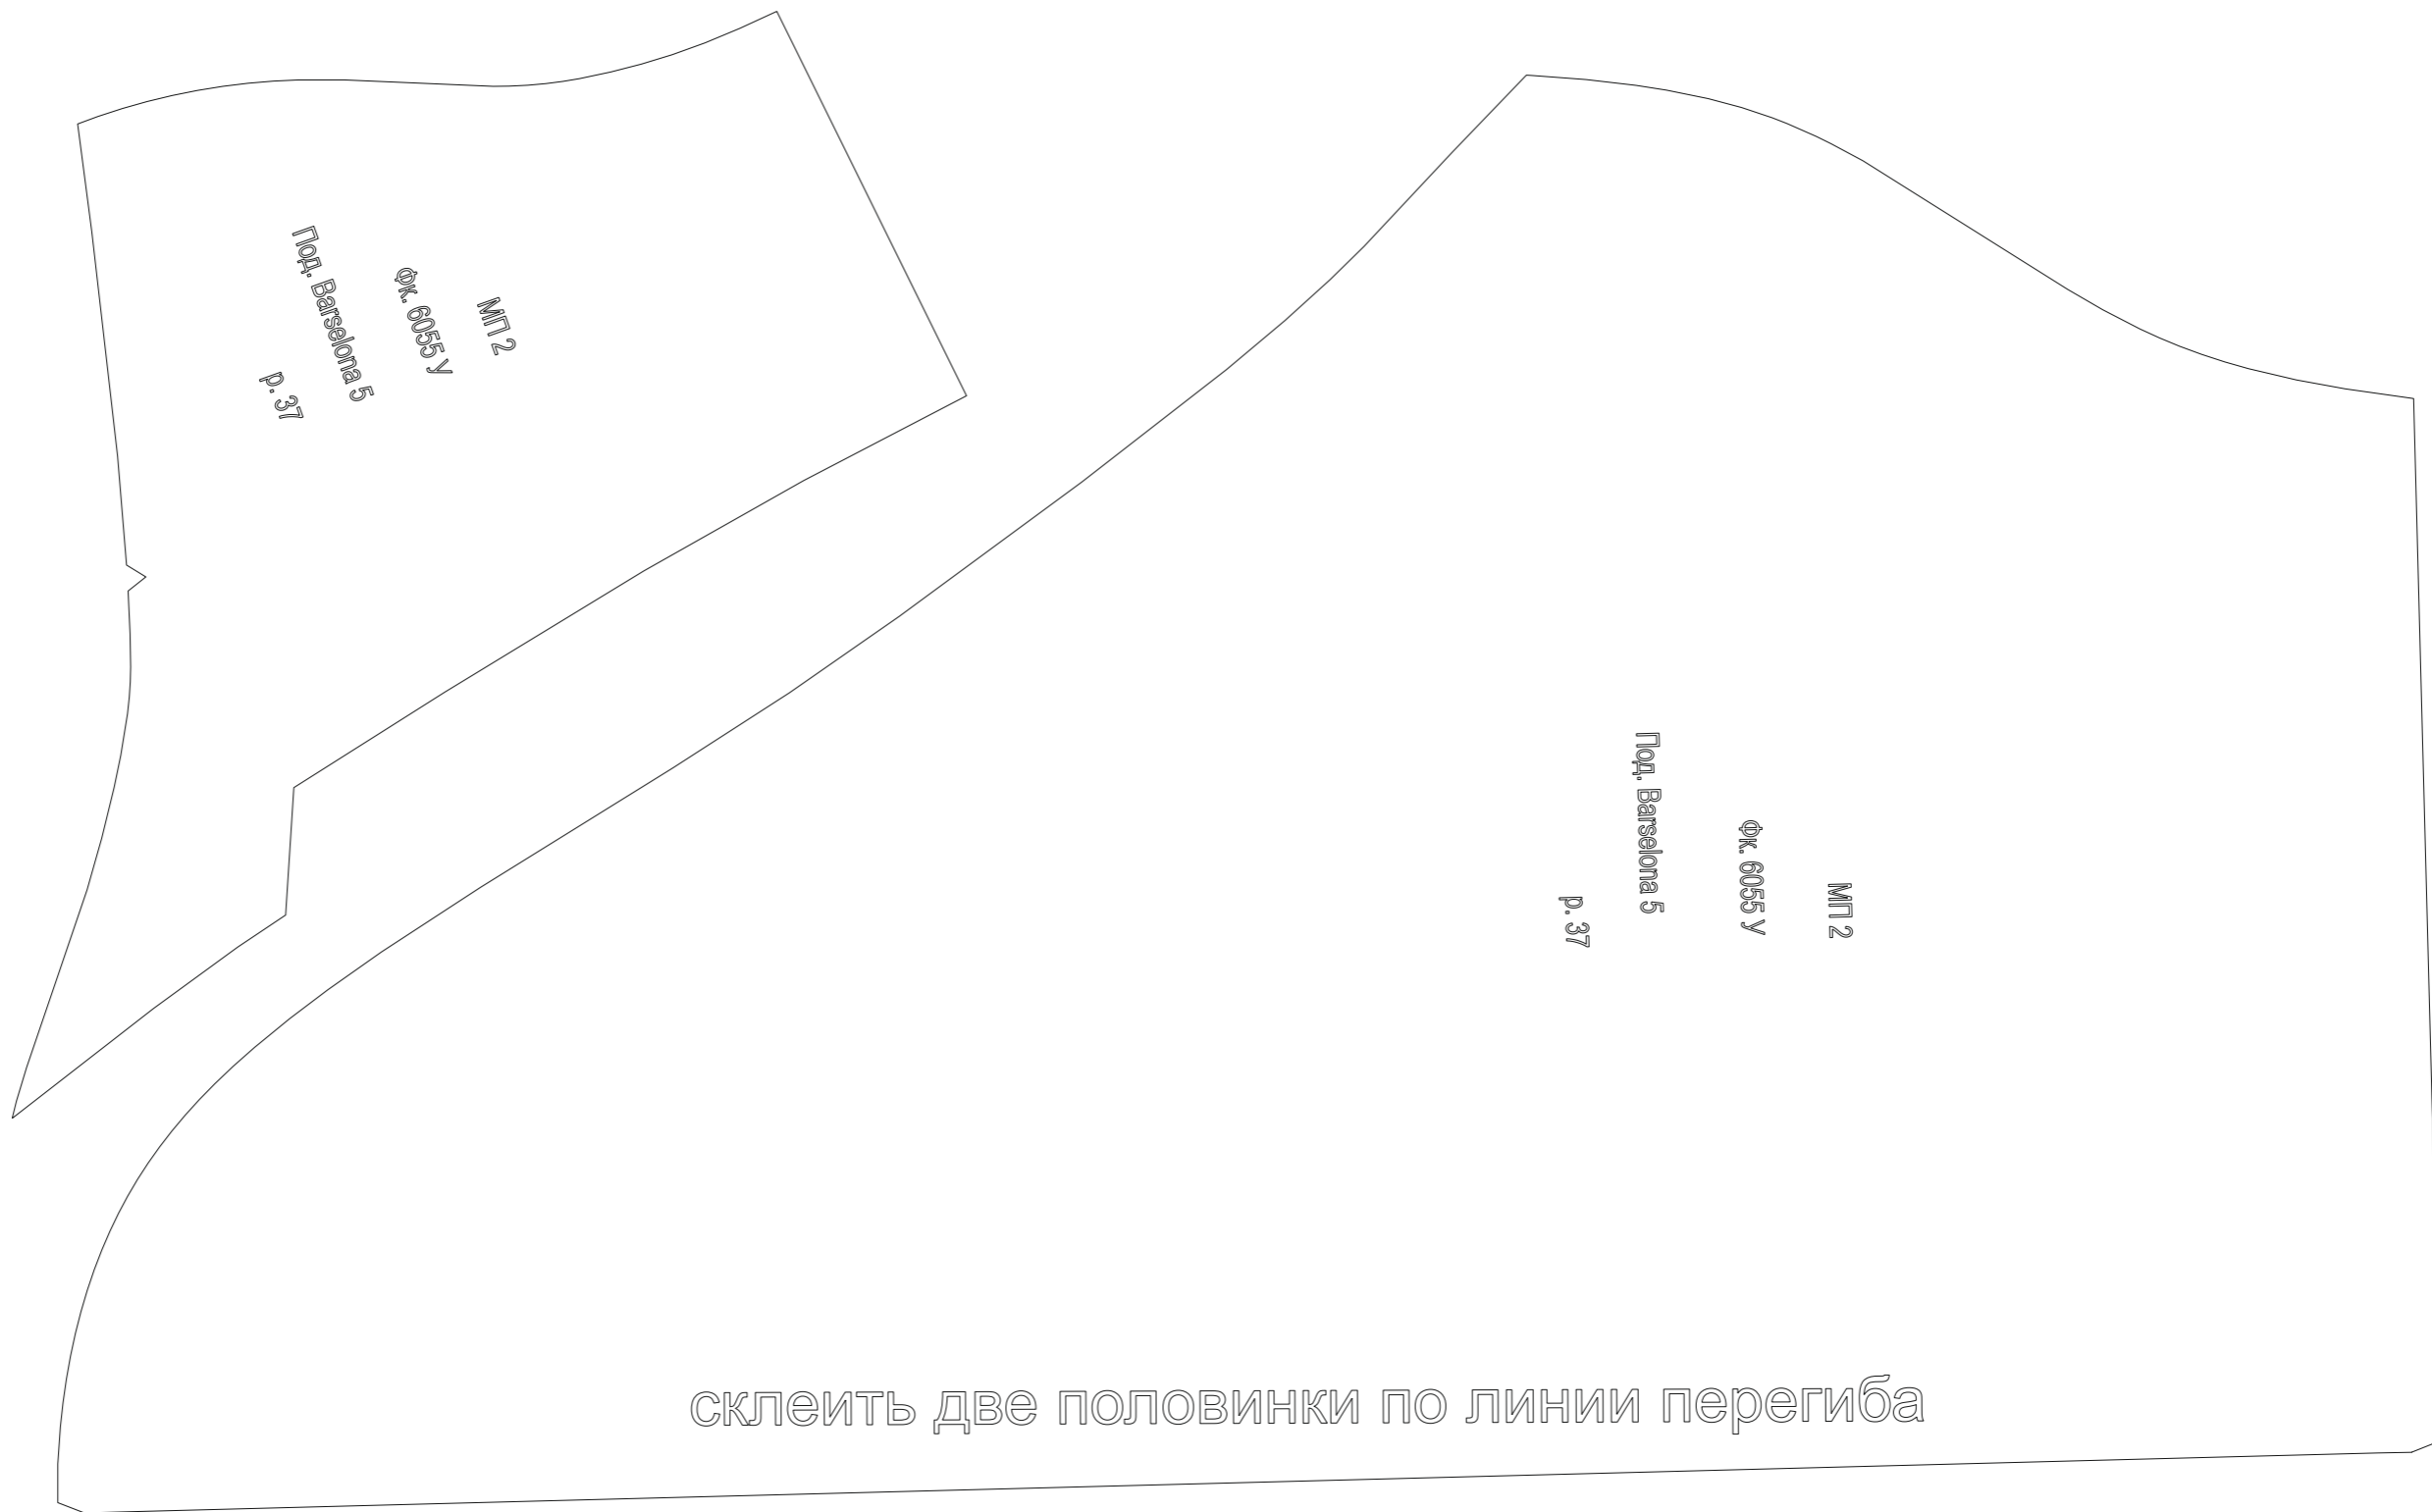 МП 2
Фк. 6055 У
Под. Barselona 5
р. 37
МП 2
Фк. 6055 У
Под. Barselona 5
р. 37
склеить две половинки по линии перегиба